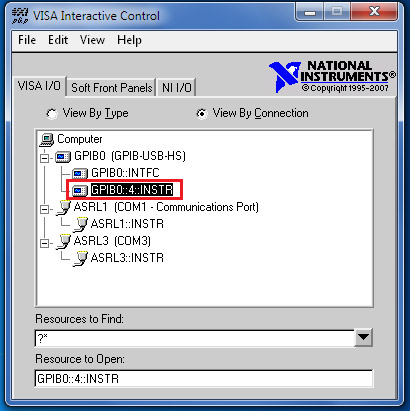 VISA Interactive Control
File Edit View Help
NATIONAL INSTRUMENTS®
© Copyright 1995-2007
VISA I/O Soft Front Panels NI I/O
View By Type View By Connection
Computer
GPIB0 (GPIB-USB-HS)
GPIB0::INTFC
GPIB0::4::INSTR
ASRL1 (COM1 - Communications Port)
ASRL1::INSTR
ASRL3 (COM3)
ASRL3::INSTR
Resources to Find:
?*
Resource to Open:
GPIB0::4::INSTR